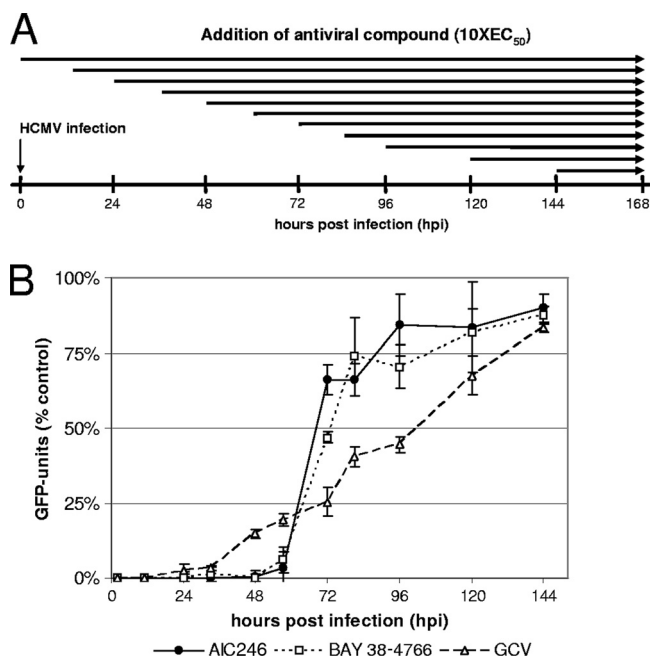 A
Addition of antiviral compound (10XEC50)
HCMV infection
0 24 48 72 96 120 144 168
hours post infection (hpi)
B
100%
75%
50%
25%
0%
GFP-units (% control)
0 24 48 72 96 120 144
hours post infection (hpi)
AIC246 BAY 38-4766 GCV